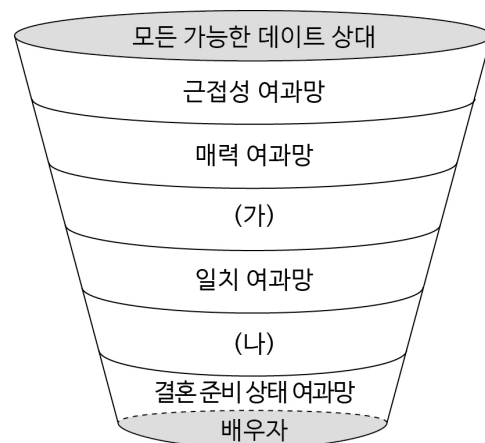 모든 가능한 데이트 상대
근접성 여과망
매력 여과망
(가)
일치 여과망
(나)
결혼 준비 상태 여과망
배우자